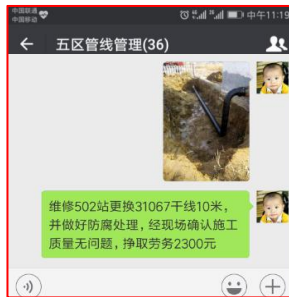 中国联通
中国移动
中午11:19
五区管线管理(36)
维修502站更换31067干线10米，
并做好防腐处理，经现场确认施工
质量无问题，挣取劳务2300元